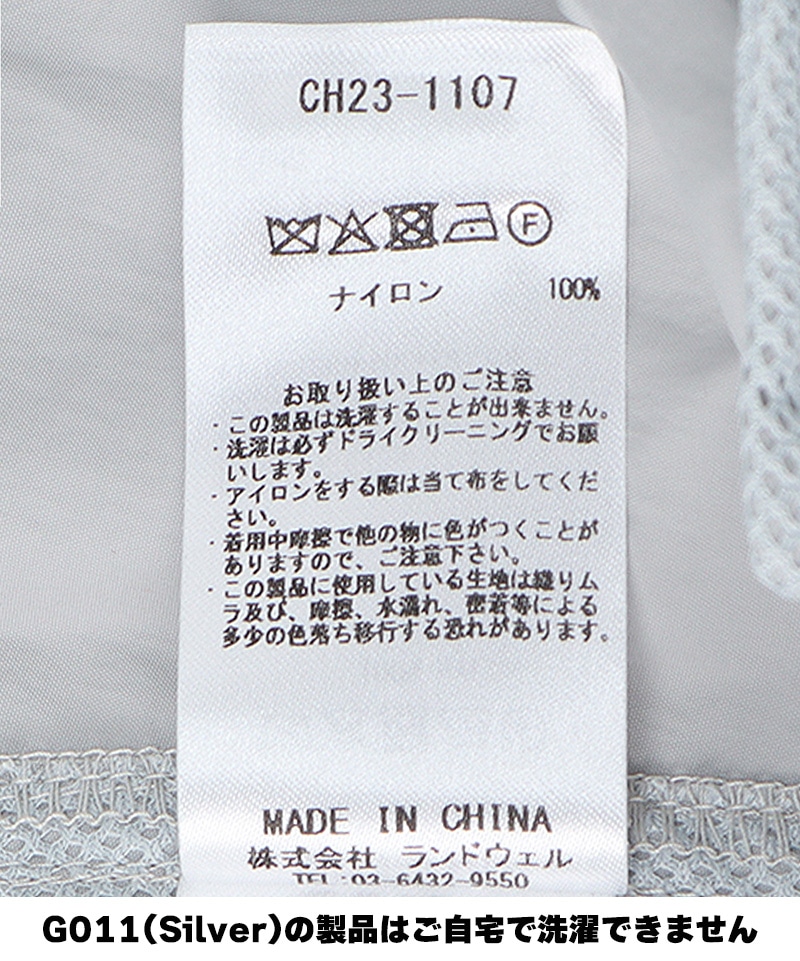 CH23-1107
F
ナイロン 100%
お取り扱い上のご注意
・この製品は洗濯することが出来ません。
・洗濯は必ずドライクリーニングでお願
いします。
・アイロンをする際は当て布をしてくだ
さい。
・着用中摩擦で他の物に色がつくことが
ありますので、ご注意下さい。
・この製品に使用している生地は縫りム
ラ及び、摩擦、水濡れ、密着等による
多少の色落ち移行する恐れがあります。
MADE IN CHINA
株式会社 ランドウェル
TEL:03-6432-9550
G011(Silver)の製品はご自宅で洗濯できません